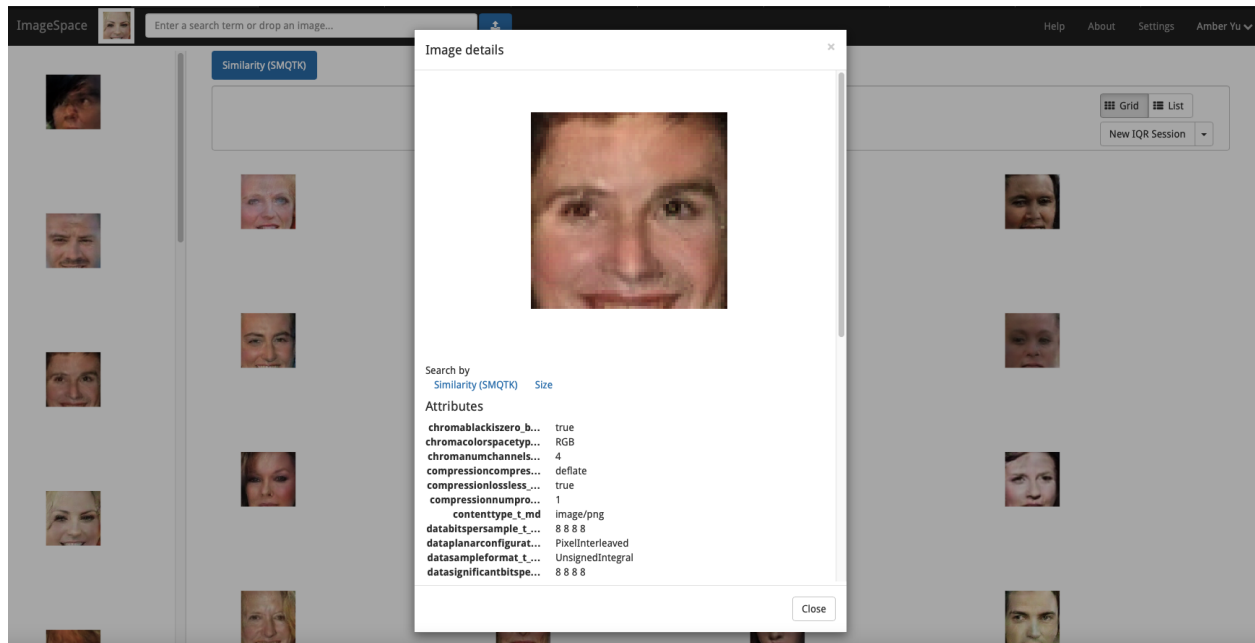 ImageSpace Enter a search term or drop an image... Help About Settings Amber Yu
Similarity (SMQTK)
Grid List
New IQR Session
Image details ×
Search by
Similarity (SMQTK) Size
Attributes
chromablackiszero_b... true
chromacolorspacetyp... RGB
chromanumchannels... 4
compressioncompres... deflate
compressionlossless_... true
compressionnumpro... 1
contenttype_t_md image/png
databitspersample_t_... 8 8 8 8
dataplanarconfigurat... PixelInterleaved
datasampleformat_t_... UnsignedIntegral
datasignificantbitspe... 8 8 8 8
Close